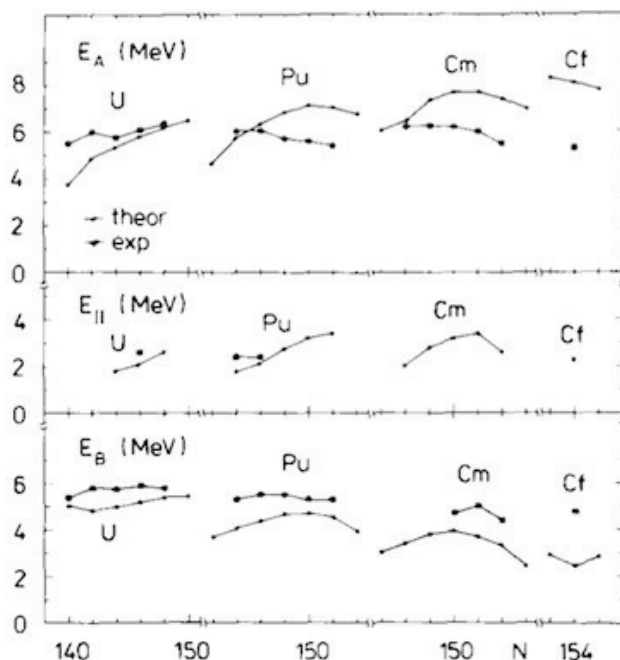 E_A (MeV)
U
Pu
Cm
Cf
8
6
4
2
0
theor
exp
E_II (MeV)
U
Pu
Cm
Cf
4
2
0
E_B (MeV)
U
Pu
Cm
Cf
6
4
2
0
140 150 150 150 N 154